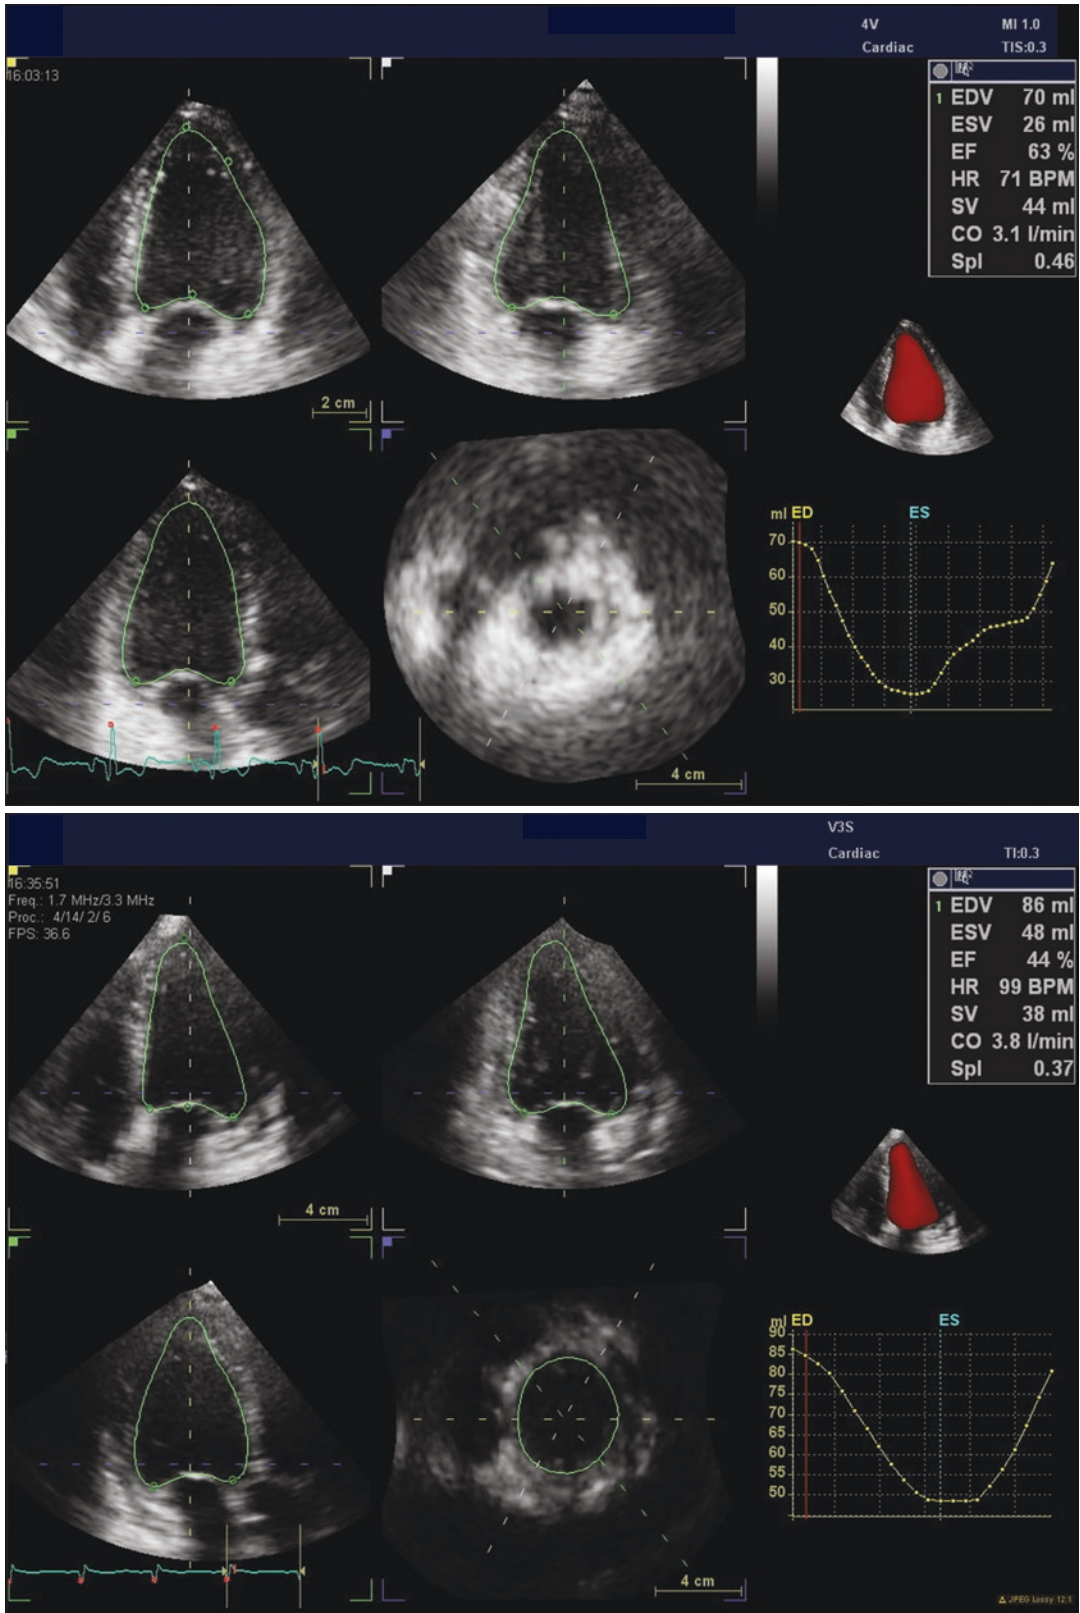 4V MI 1.0
Cardiac TIS:0.3
16:03:13
1 EDV 70 ml
ESV 26 ml
EF 63 %
HR 71 BPM
SV 44 ml
CO 3.1 l/min
SpI 0.46
2 cm
ml ED ES
70
60
50
40
30
4 cm
V3S
Cardiac TI:0.3
16:35:51
Freq.: 1.7 MHz/3.3 MHz
Proc.: 4/14/ 2/ 6
FPS: 36.6
1 EDV 86 ml
ESV 48 ml
EF 44 %
HR 99 BPM
SV 38 ml
CO 3.8 l/min
SpI 0.37
4 cm
ml ED ES
90
85
80
75
70
65
60
55
50
4 cm
JPEG Lossy 12:1